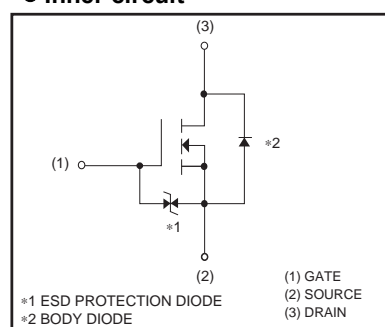 Inner circuit
(3)
(1)
*2
*1
(2)
*1 ESD PROTECTION DIODE
*2 BODY DIODE
(1) GATE
(2) SOURCE
(3) DRAIN